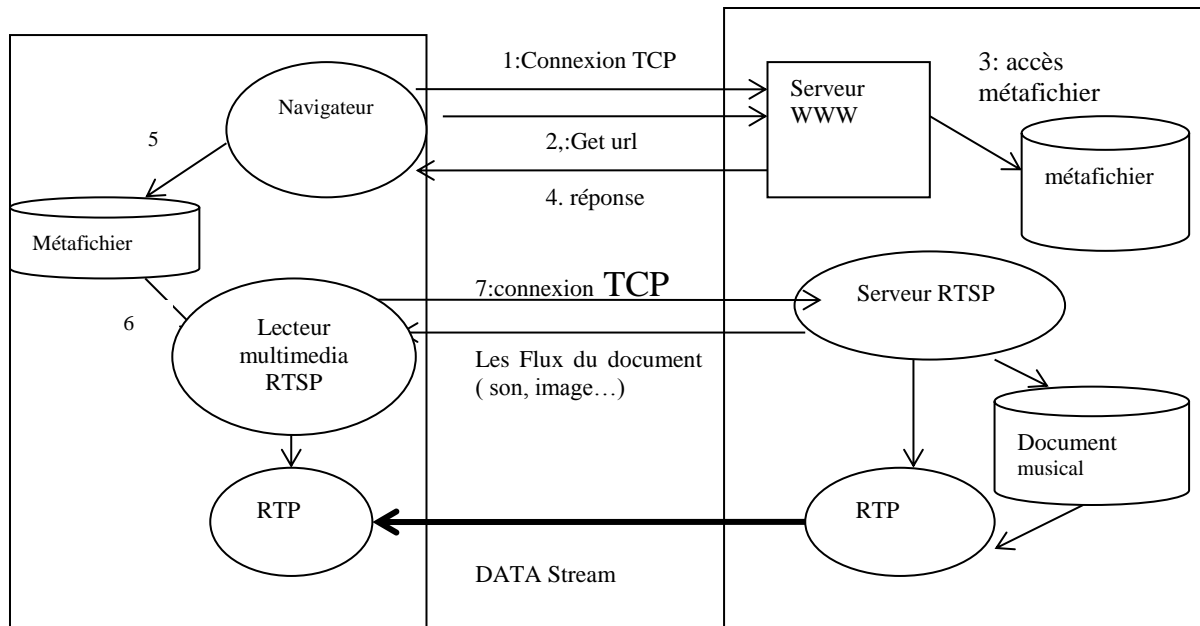 1:Connexion TCP
3: accès
métafichier
Serveur
WWW
Navigateur
5
2,:Get url
métafichier
4. réponse
Métafichier
7:connexion TCP
Serveur RTSP
6
Lecteur
multimedia
RTSP
Les Flux du document
( son, image…)
Document
musical
RTP
RTP
DATA Stream